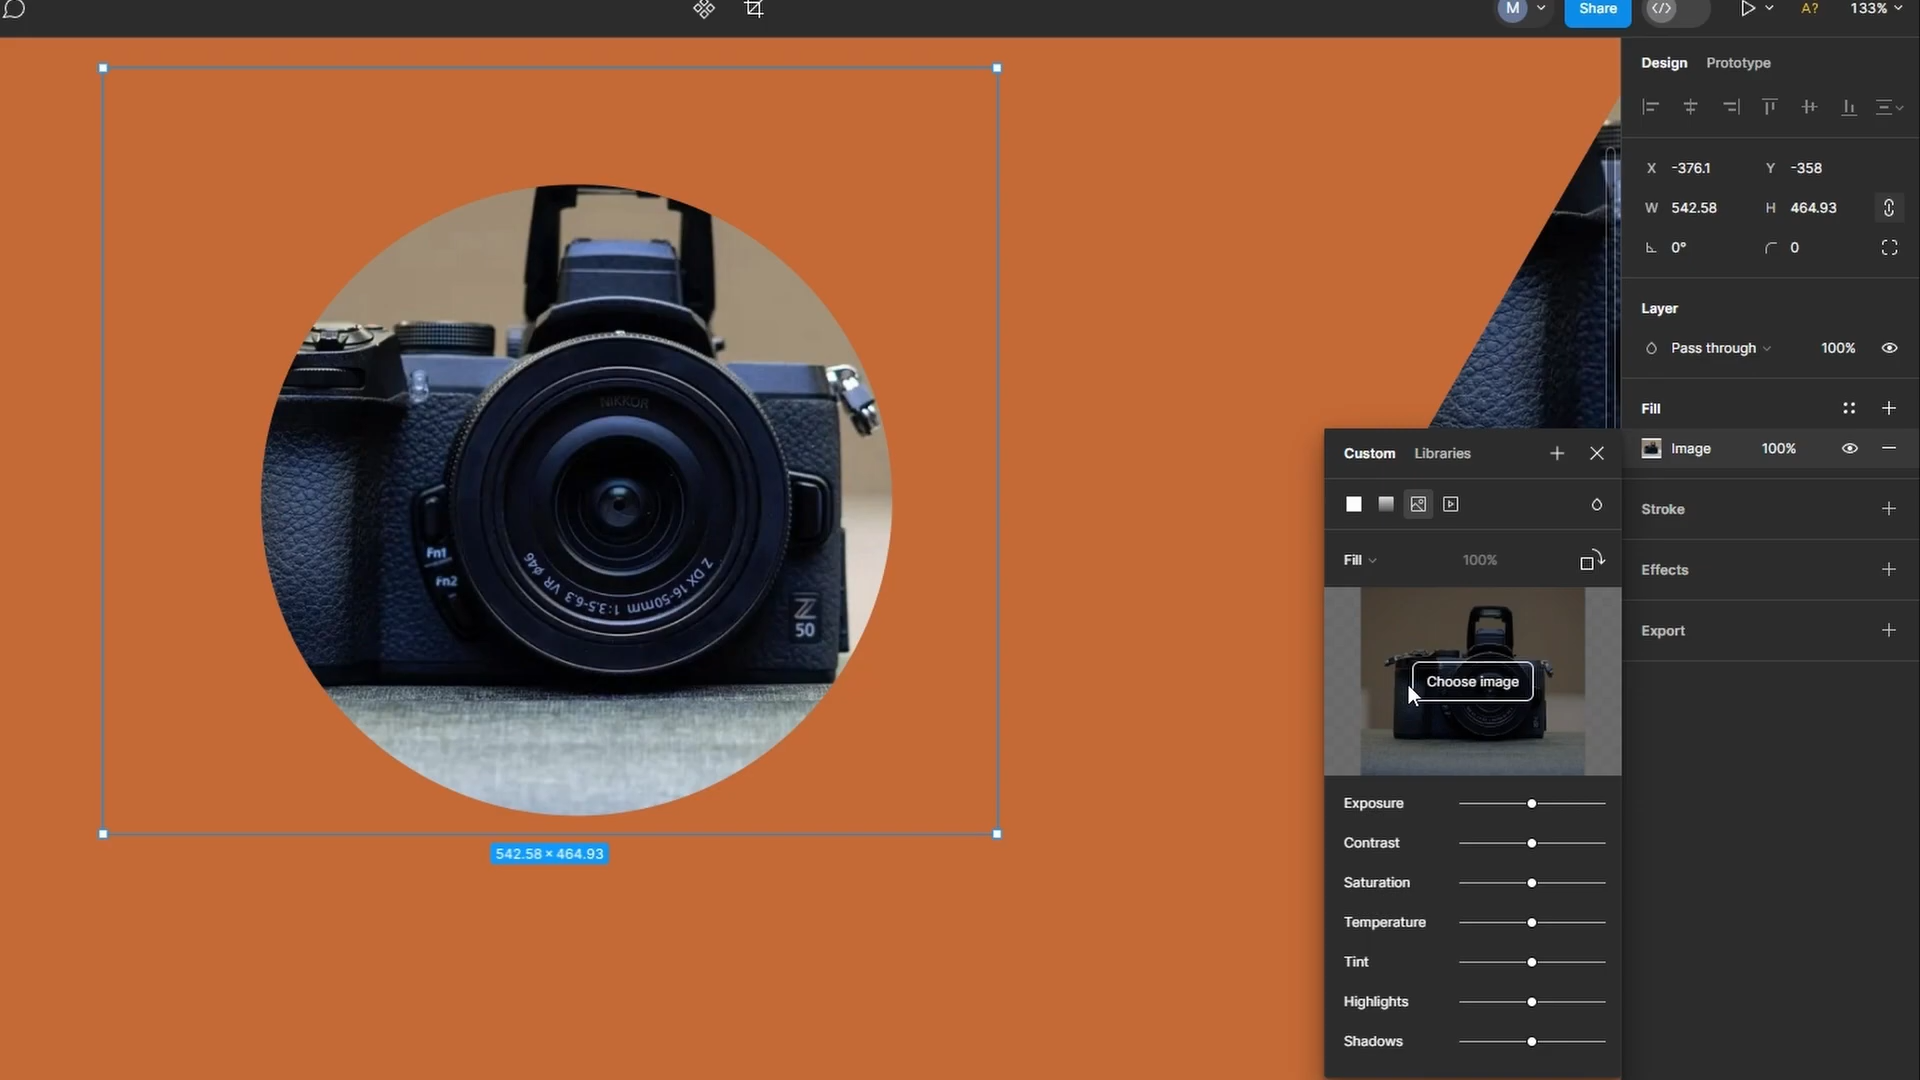 M
Share
A?
133%
Design Prototype
X -376.1 Y -358
W 542.58 H 464.93
0° 0
Layer
Pass through 100%
Fill
Image 100%
Stroke
Effects
Export
Custom Libraries
Fill 100%
Choose image
Exposure
Contrast
Saturation
Temperature
Tint
Highlights
Shadows
NIKKOR
Fn1
Fn2
Z DX 16-50mm 1:3.5-6.3 VR ø46
Z
50
542.58 × 464.93